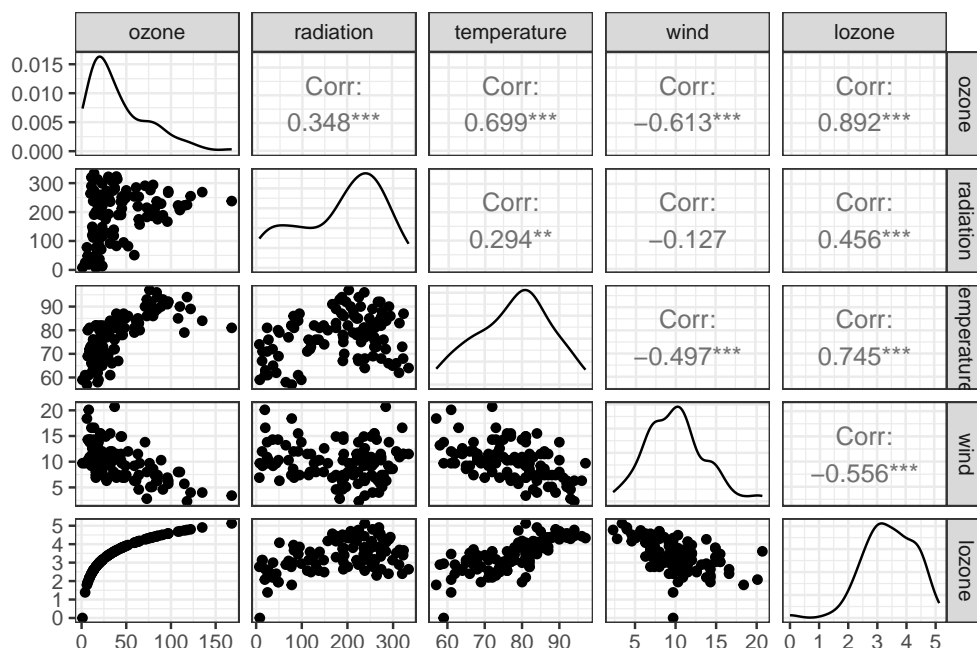 ozone radiation temperature wind lozone
0.015
0.010
0.005
0.000
Corr:
0.348***
Corr:
0.699***
Corr:
−0.613***
Corr:
0.892***
ozone
300
200
100
0
Corr:
0.294**
Corr:
−0.127
Corr:
0.456***
radiation
90
80
70
60
Corr:
−0.497***
Corr:
0.745***
emperature
20
15
10
5
Corr:
−0.556***
wind
5
4
3
2
1
0
lozone
0 50 100 150 0 100 200 300 60 70 80 90 5 10 15 20 0 1 2 3 4 5